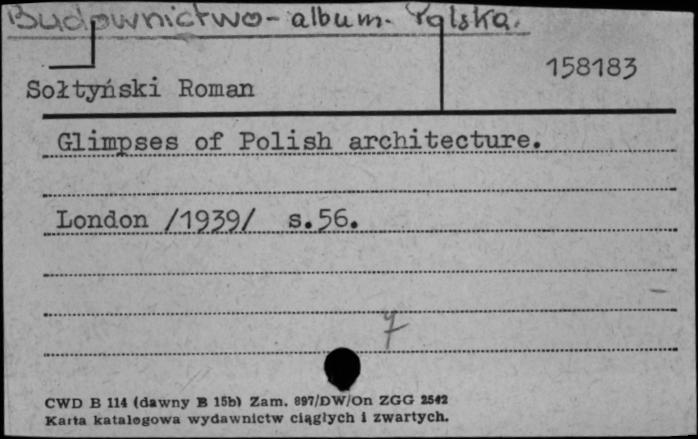 Budownictwo - album. Polska.
158183
Sołtyński Roman
Glimpses of Polish architecture.
London /1939/ s.56.
7
CWD B 114 (dawny B 15b) Zam. 897/DW/On ZGG 2542
Karta katalogowa wydawnictw ciągłych i zwartych.